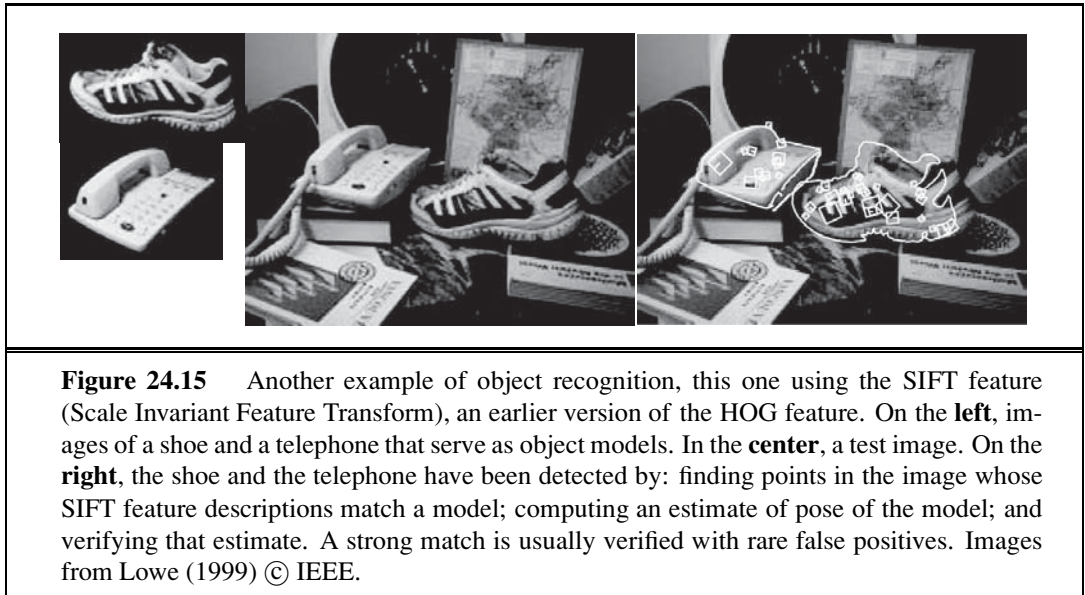 Figure 24.15 Another example of object recognition, this one using the SIFT feature
(Scale Invariant Feature Transform), an earlier version of the HOG feature. On the left, im-
ages of a shoe and a telephone that serve as object models. In the center, a test image. On the
right, the shoe and the telephone have been detected by: finding points in the image whose
SIFT feature descriptions match a model; computing an estimate of pose of the model; and
verifying that estimate. A strong match is usually verified with rare false positives. Images
from Lowe (1999) © IEEE.